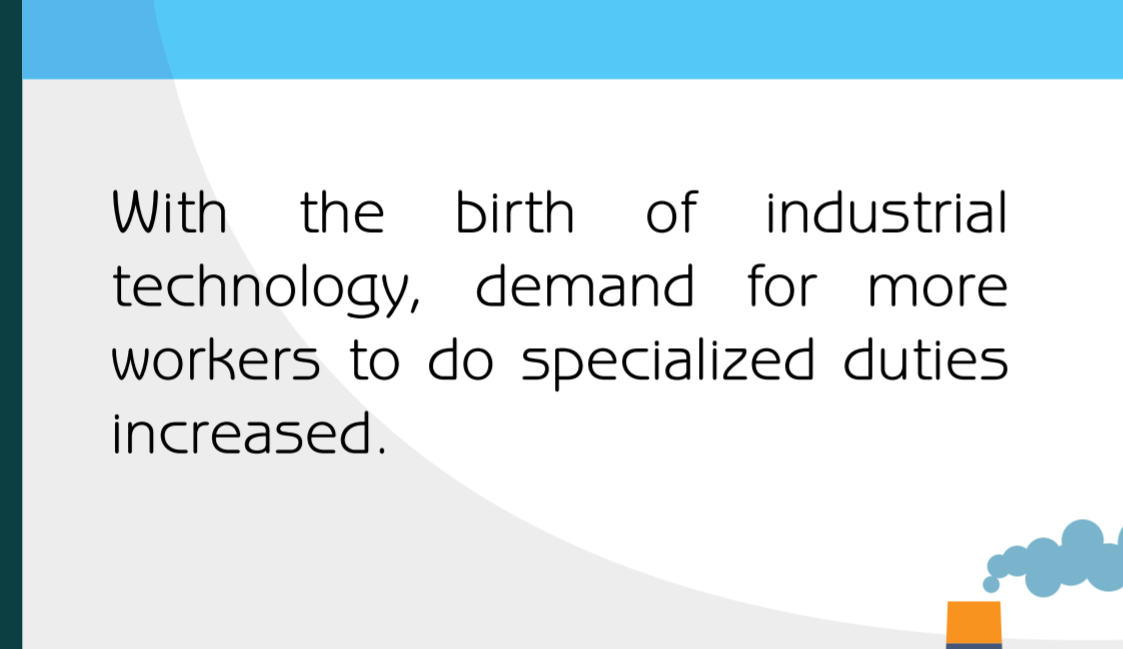 With the birth of industrial
technology, demand for more
workers to do specialized duties
increased.